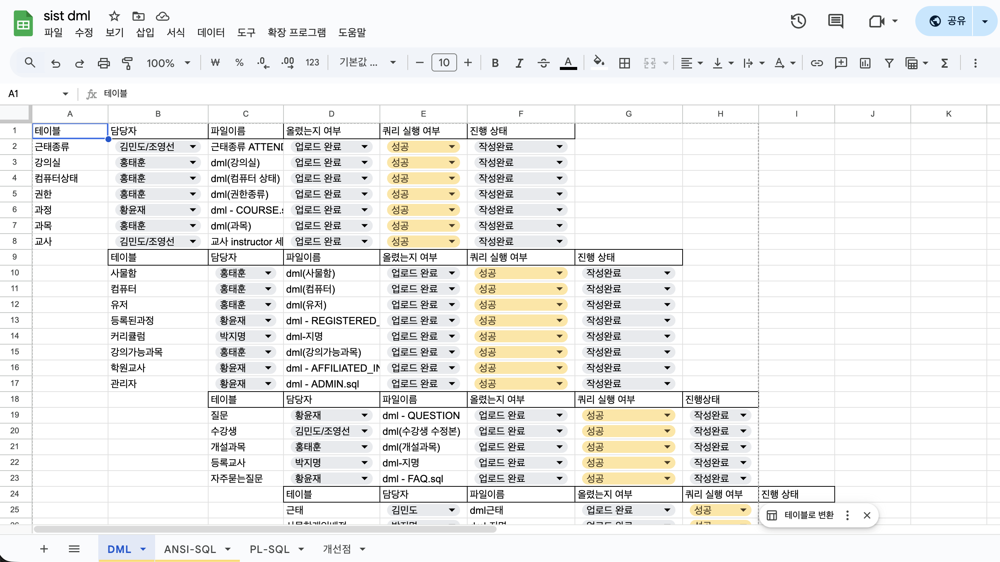 sist dml
파일 수정 보기 삽입 서식 데이터 도구 확장 프로그램 도움말
공유
100% ₩ % .0 .00 123 기본값 ... 10 B I A
A1 fx 테이블
A B C D E F G H I J K
1 테이블 담당자 파일이름 올렸는지 여부 쿼리 실행 여부 진행 상태
2 근태종류 김민도/조영선 근태종류 ATTEND 업로드 완료 성공 작성완료
3 강의실 홍태훈 dml(강의실) 업로드 완료 성공 작성완료
4 컴퓨터상태 홍태훈 dml(컴퓨터 상태) 업로드 완료 성공 작성완료
5 권한 홍태훈 dml(권한종류) 업로드 완료 성공 작성완료
6 과정 황윤재 dml - COURSE.s 업로드 완료 성공 작성완료
7 과목 홍태훈 dml(과목) 업로드 완료 성공 작성완료
8 교사 김민도/조영선 교사 instructor 세 업로드 완료 성공 작성완료
9 테이블 담당자 파일이름 올렸는지 여부 쿼리 실행 여부 진행 상태
10 사물함 홍태훈 dml(사물함) 업로드 완료 성공 작성완료
11 컴퓨터 홍태훈 dml(컴퓨터) 업로드 완료 성공 작성완료
12 유저 홍태훈 dml(유저) 업로드 완료 성공 작성완료
13 등록된과정 황윤재 dml - REGISTERED_ 업로드 완료 성공 작성완료
14 커리큘럼 박지명 dml-지명 업로드 완료 성공 작성완료
15 강의가능과목 홍태훈 dml(강의가능과목) 업로드 완료 성공 작성완료
16 학원교사 황윤재 dml - AFFILIATED_IN 업로드 완료 성공 작성완료
17 관리자 황윤재 dml - ADMIN.sql 업로드 완료 성공 작성완료
18 테이블 담당자 파일이름 올렸는지 여부 쿼리 실행 여부 진행상태
19 질문 황윤재 dml - QUESTION 업로드 완료 성공 작성완료
20 수강생 김민도/조영선 dml(수강생 수정본) 업로드 완료 성공 작성완료
21 개설과목 홍태훈 dml(개설과목) 업로드 완료 성공 작성완료
22 등록교사 박지명 dml-지명 업로드 완료 성공 작성완료
23 자주묻는질문 황윤재 dml - FAQ.sql 업로드 완료 성공 작성완료
24 테이블 담당자 파일이름 올렸는지 여부 쿼리 실행 여부 진행 상태
25 근태 김민도 dml근태 업로드 완료 성공
테이블로 변환
DML ANSI-SQL PL-SQL 개선점